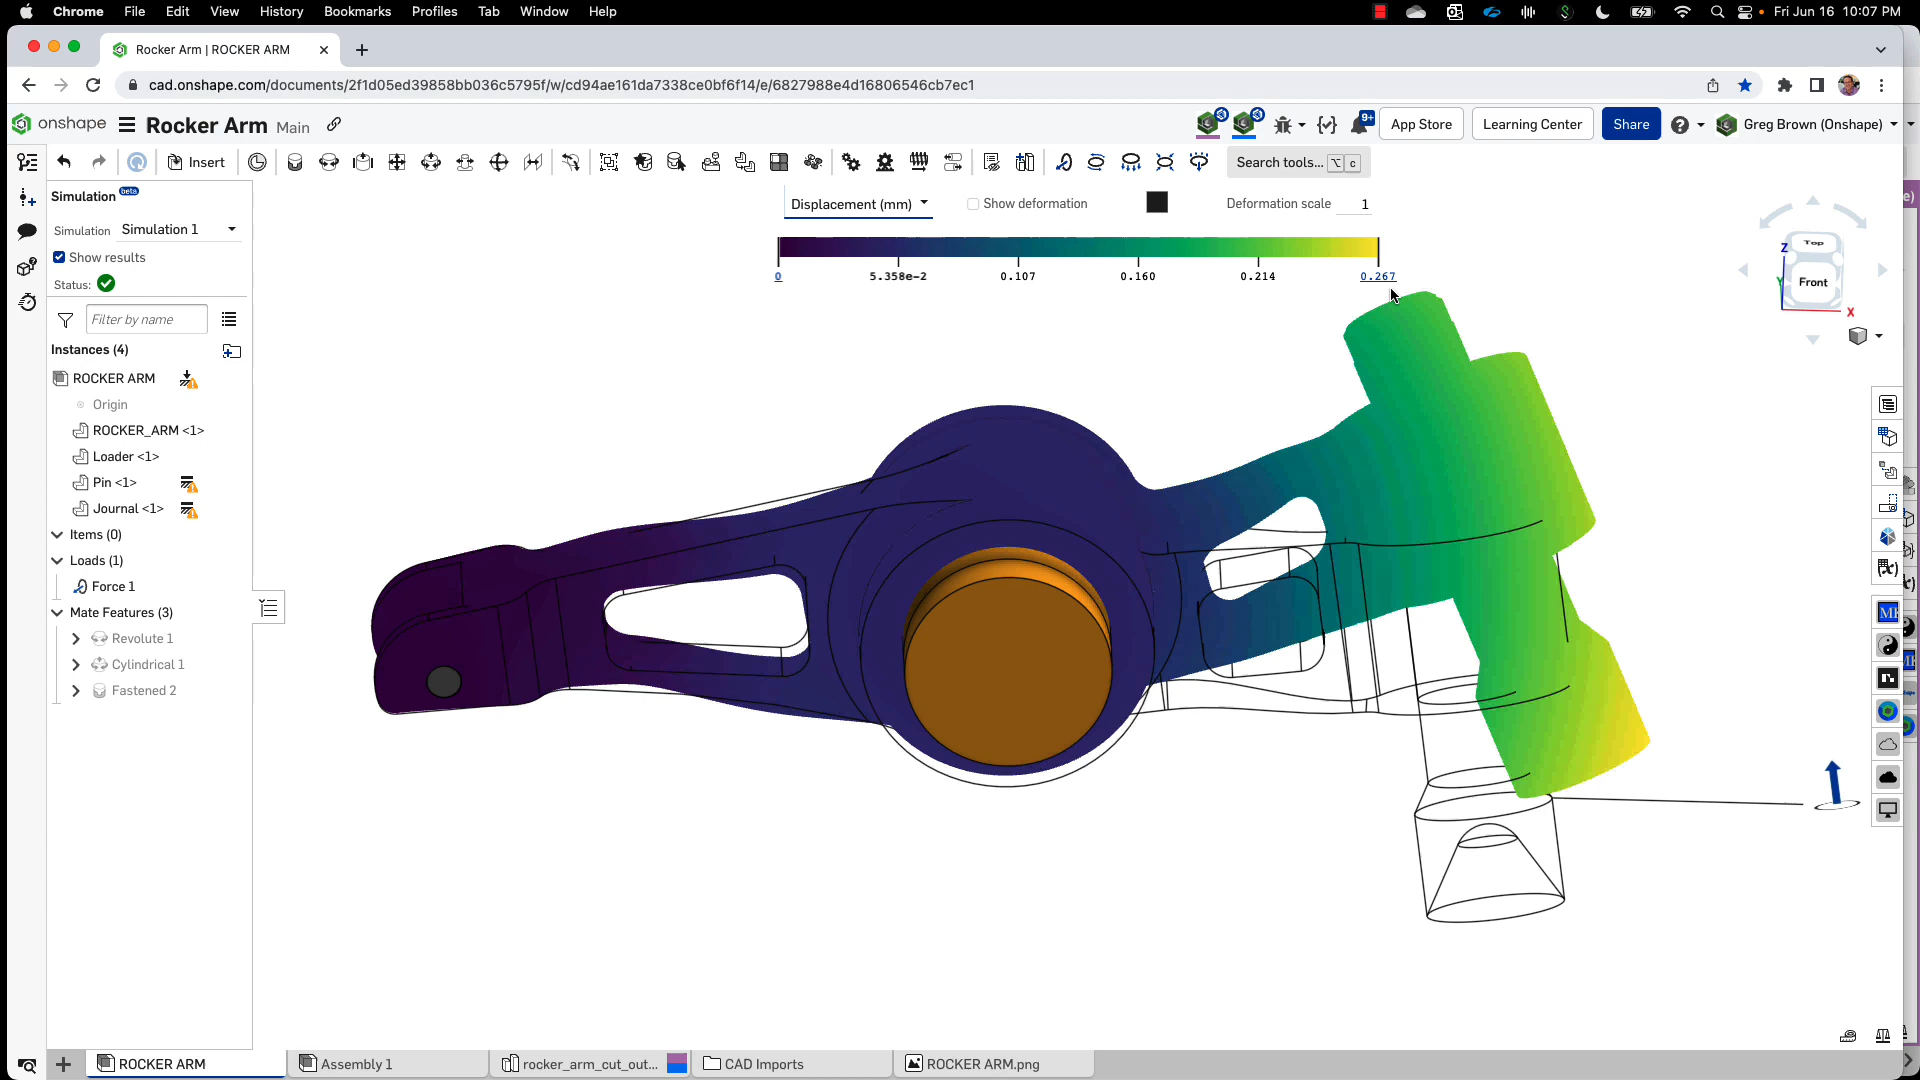 Chrome File Edit View History Bookmarks Profiles Tab Window Help Fri Jun 16 10:07 PM
Rocker Arm | ROCKER ARM
cad.onshape.com/documents/2f1d05ed39858bb036c5795f/w/cd94ae161da7338ce0bf6f14/e/6827988e4d16806546cb7ec1
onshape Rocker Arm Main 9+ App Store Learning Center Share Greg Brown (Onshape)
Insert Search tools... ⌥ c
Simulation beta
Displacement (mm) Show deformation Deformation scale 1
Simulation Simulation 1
Show results
Status:
0 5.358e-2 0.107 0.160 0.214 0.267
Top
Front
Z
Y
X
Filter by name
Instances (4)
ROCKER ARM
Origin
ROCKER_ARM <1>
Loader <1>
Pin <1>
Journal <1>
Items (0)
Loads (1)
Force 1
Mate Features (3)
Revolute 1
Cylindrical 1
Fastened 2
ROCKER ARM Assembly 1 rocker_arm_cut_out... CAD Imports ROCKER ARM.png